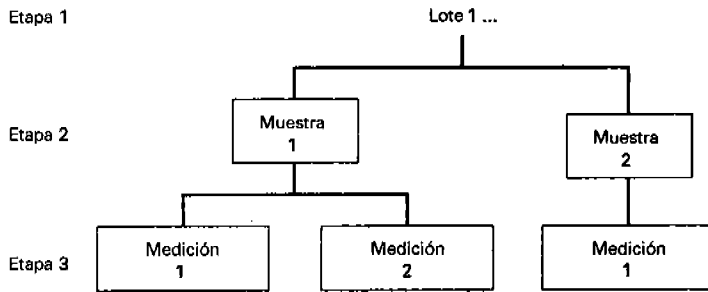 Etapa 1
Lote 1 ...
Etapa 2
Muestra
1
Muestra
2
Etapa 3
Medición
1
Medición
2
Medición
1